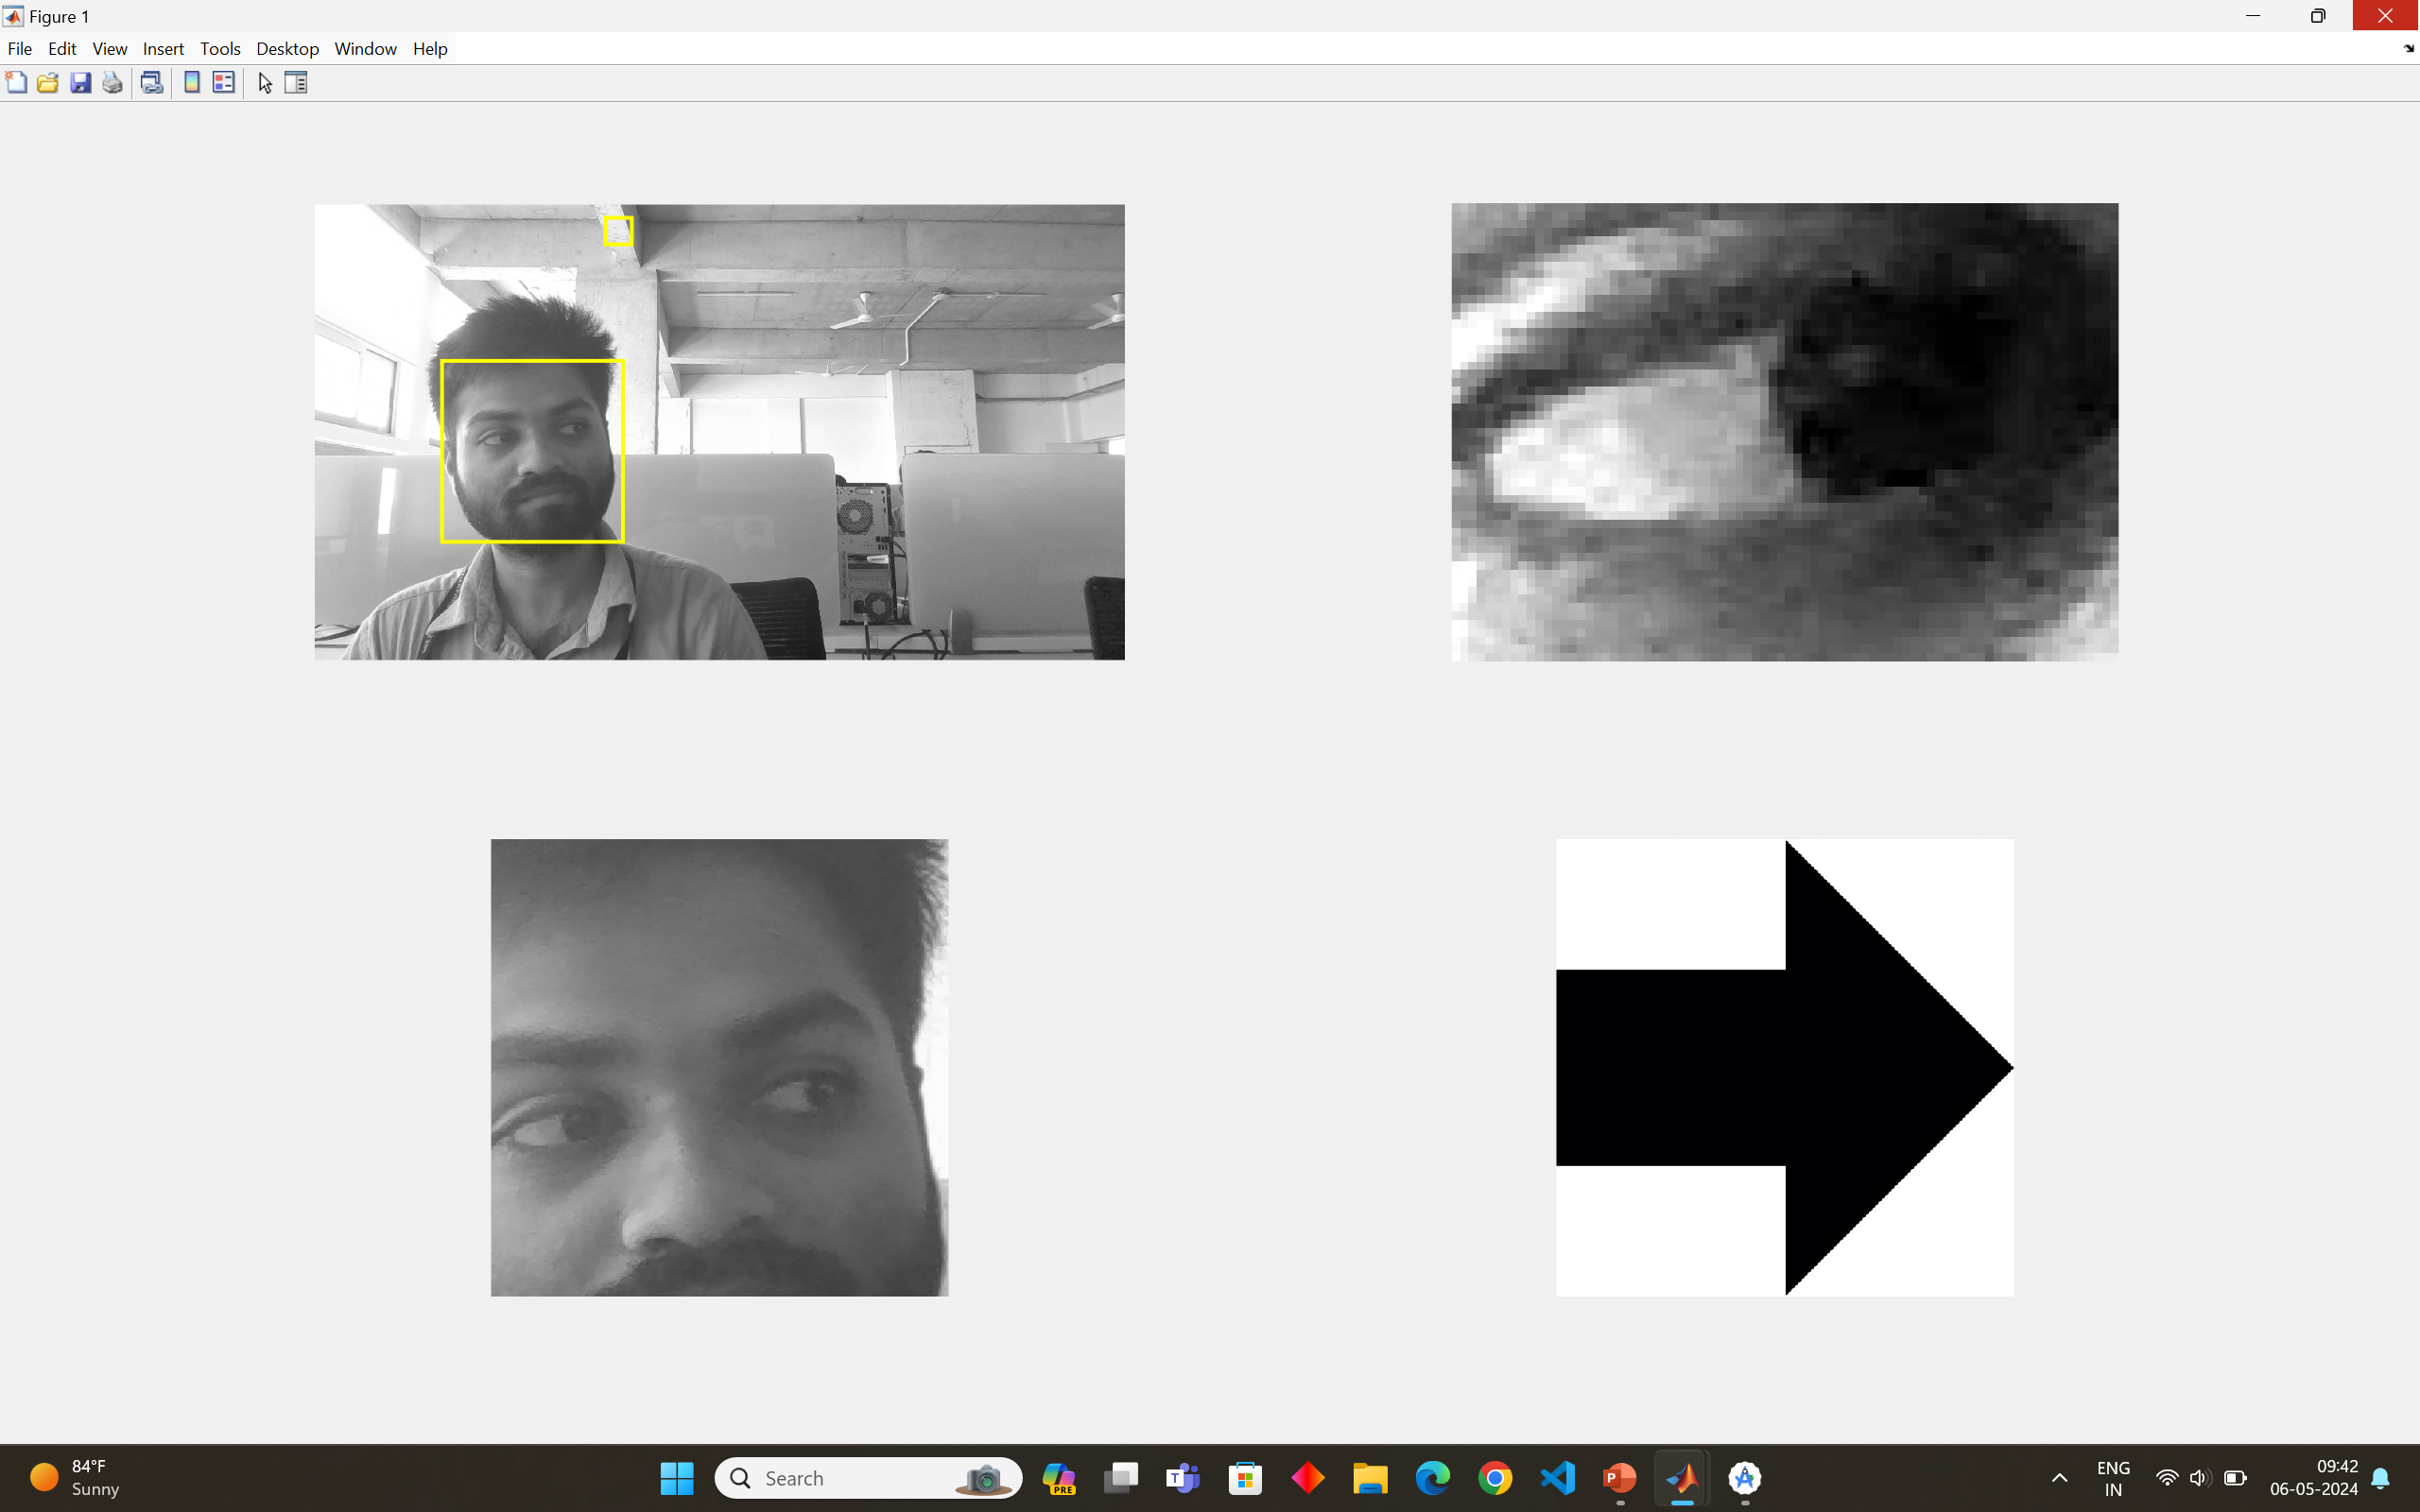 Figure 1
File Edit View Insert Tools Desktop Window Help
84°F
Sunny
Search
PRE
T
P
ENG
IN
09:42
06-05-2024